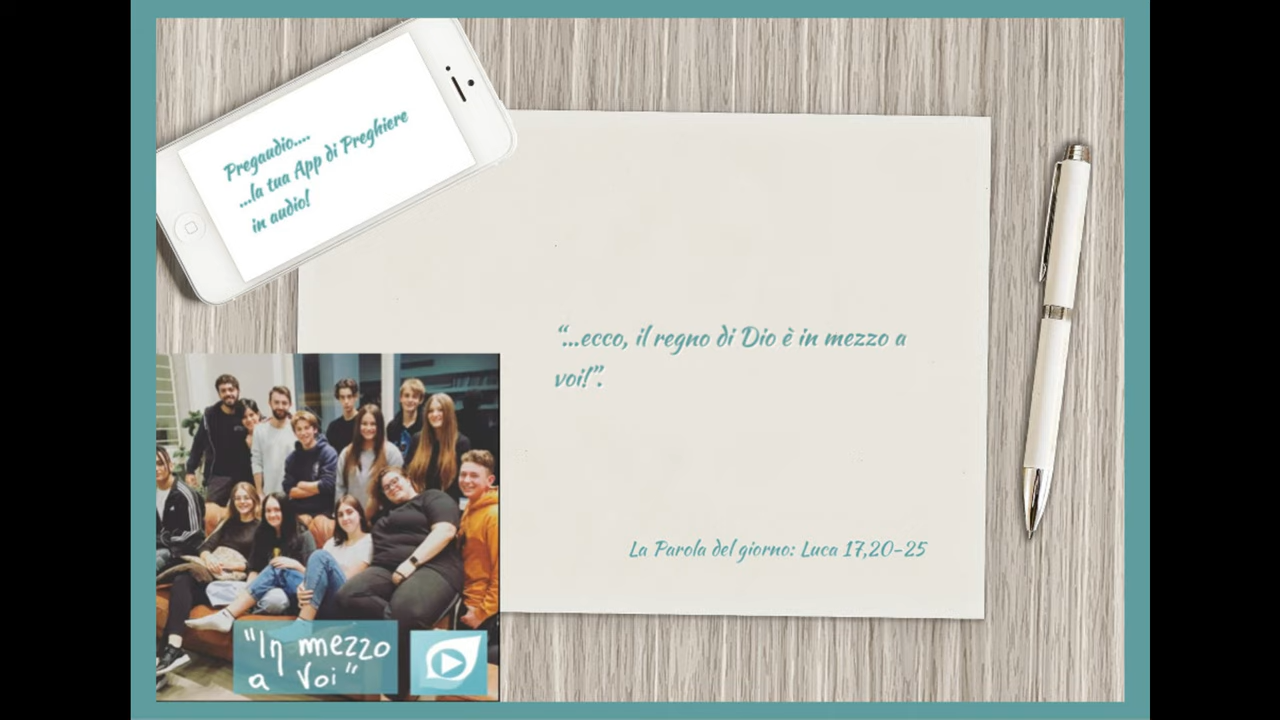 Pregaudio....
...la tua App di Preghiere
in audio!
“...ecco, il regno di Dio è in mezzo a
voi!”.
La Parola del giorno: Luca 17,20-25
"In mezzo
a voi"